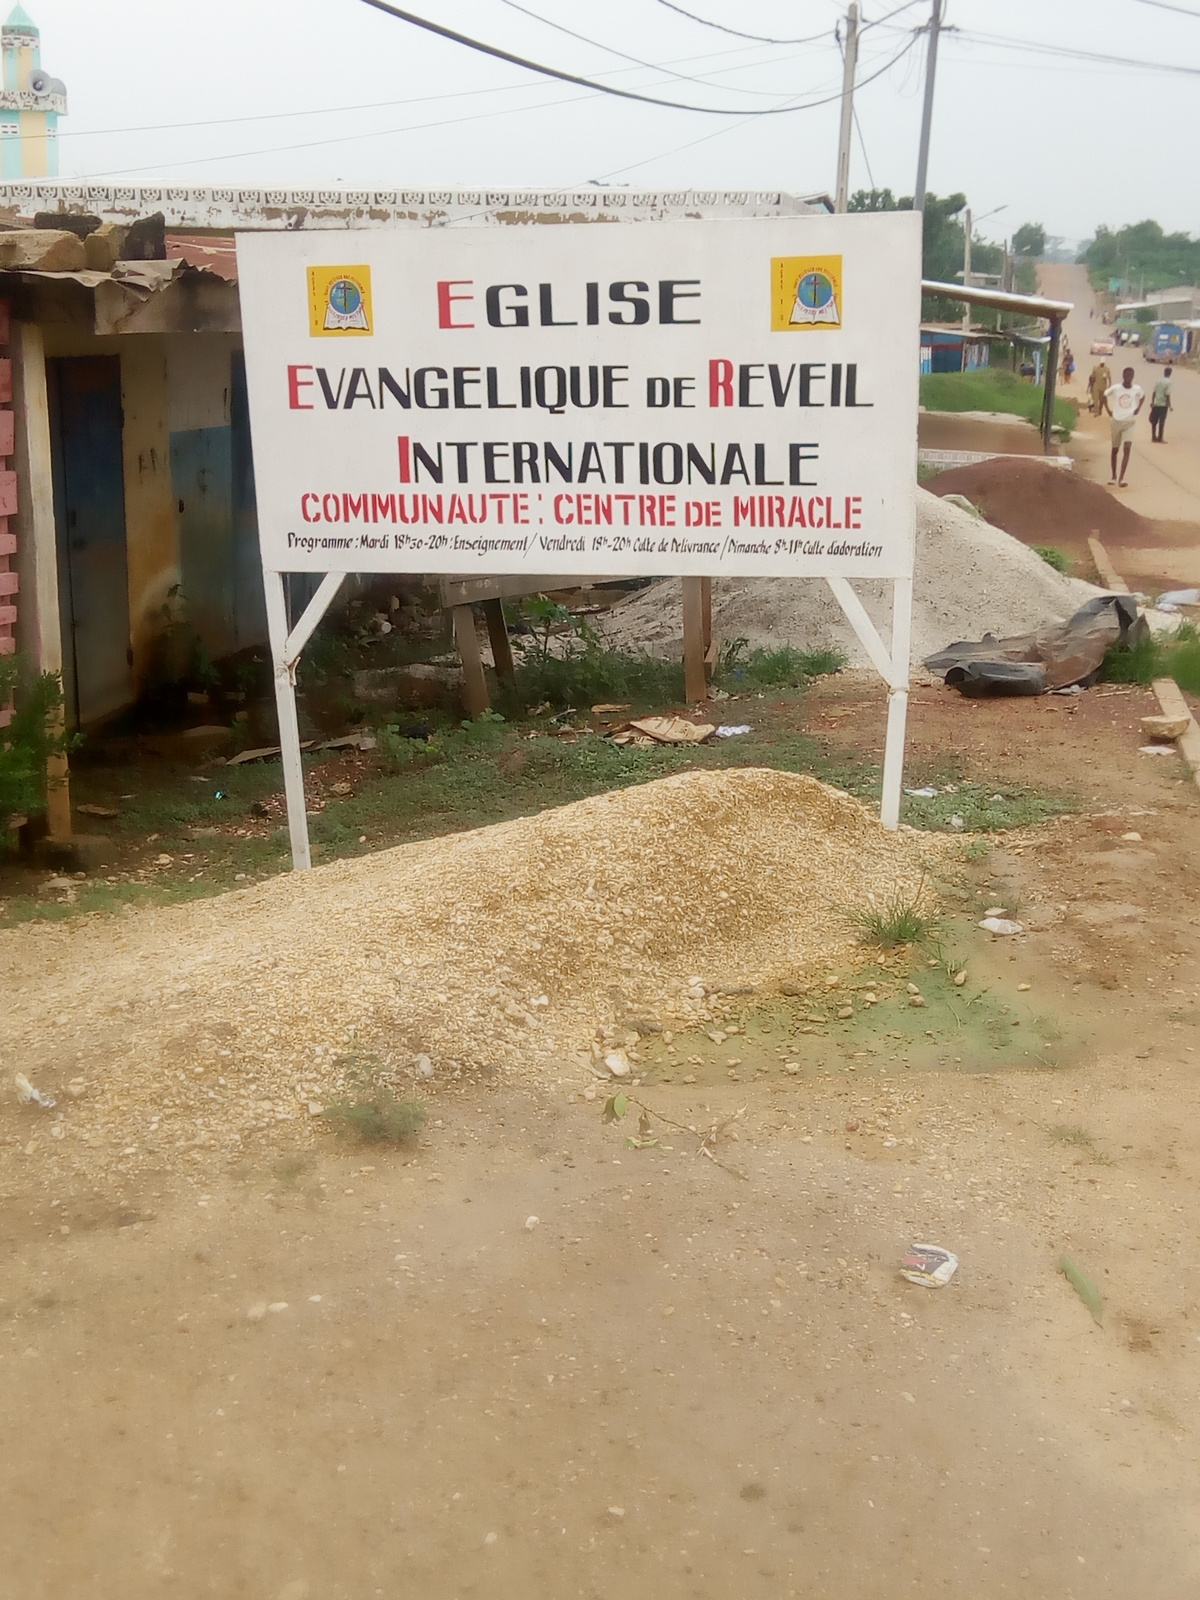 EGLISE
EVANGELIQUE DE REVEIL
INTERNATIONALE
COMMUNAUTE : CENTRE DE MIRACLE
Programme : Mardi 18h30-20h : Enseignement / Vendredi 18h-20h Culte de Delivrance / Dimanche 8h-11h Culte d'adoration